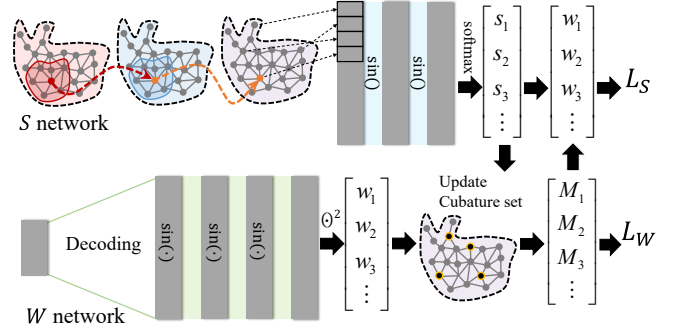 S network
sin()
sin()
softmax
s₁
s₂
s₃
⋮
w₁
w₂
w₃
⋮
L_S
Decoding
W network
sin(·)
sin(·)
sin(·)
⊙²
w₁
w₂
w₃
⋮
Update
Cubature set
M₁
M₂
M₃
⋮
L_W